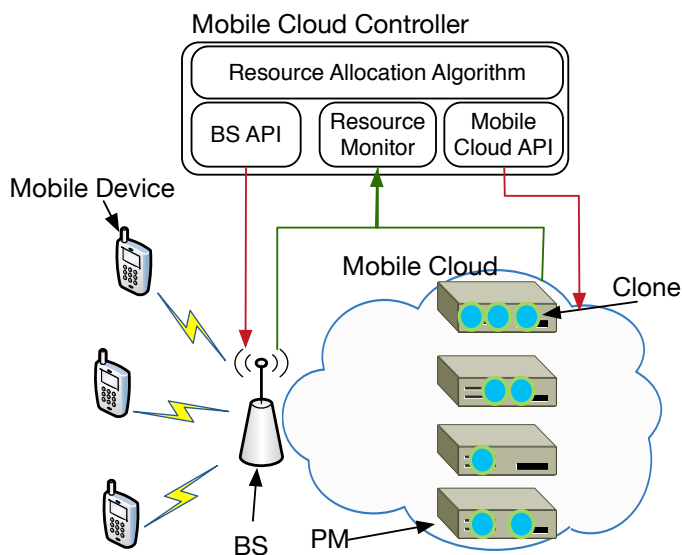 Mobile Cloud Controller
Resource Allocation Algorithm
BS API
Resource
Monitor
Mobile
Cloud API
Mobile Device
Mobile Cloud
Clone
PM
BS